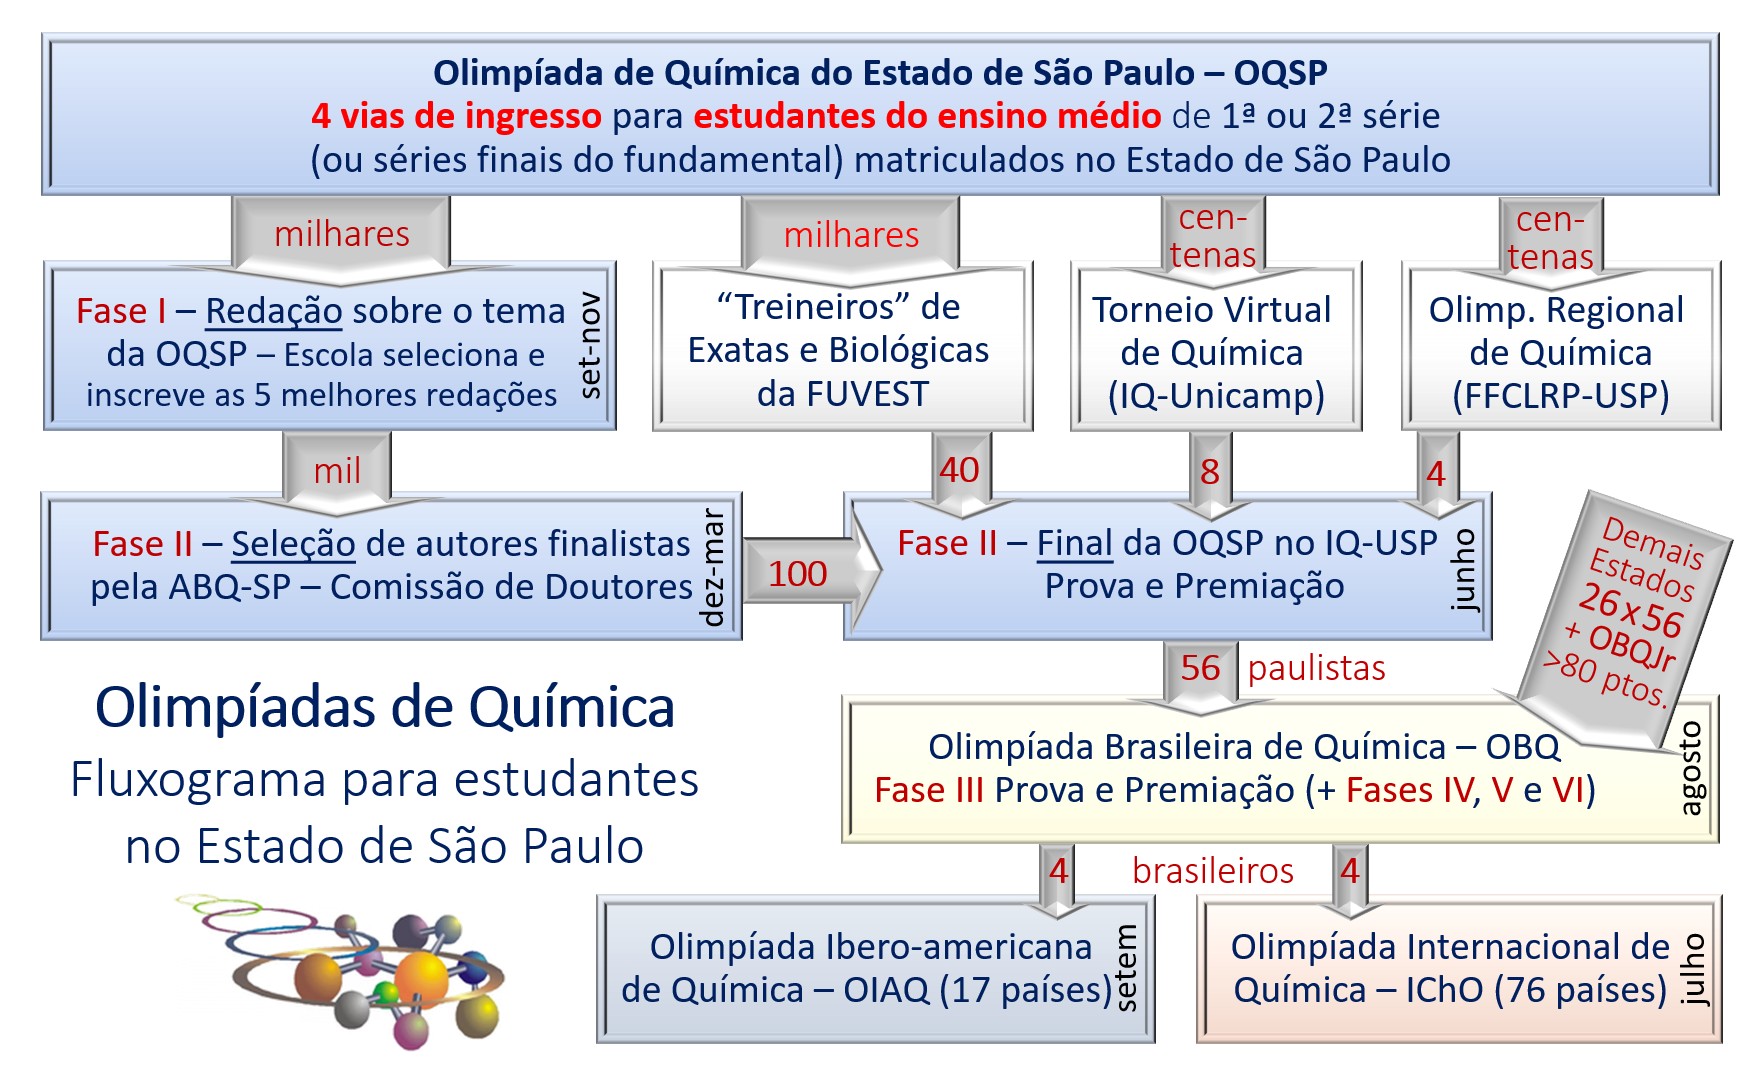 Olimpíada de Química do Estado de São Paulo – OQSP
4 vias de ingresso para estudantes do ensino médio de 1ª ou 2ª série
(ou séries finais do fundamental) matriculados no Estado de São Paulo
milhares
milhares
cen-
tenas
cen-
tenas
Fase I – Redação sobre o tema
da OQSP – Escola seleciona e
inscreve as 5 melhores redações
set-nov
"Treineiros" de
Exatas e Biológicas
da FUVEST
Torneio Virtual
de Química
(IQ-Unicamp)
Olimp. Regional
de Química
(FFCLRP-USP)
mil
40
8
4
Fase II – Seleção de autores finalistas
pela ABQ-SP – Comissão de Doutores
dez-mar
100
Fase II – Final da OQSP no IQ-USP
Prova e Premiação
junho
Demais
Estados
26 x 56
+ OBQJr
>80 ptos.
56 paulistas
Olimpíada Brasileira de Química – OBQ
Fase III Prova e Premiação (+ Fases IV, V e VI)
agosto
Olimpíadas de Química
Fluxograma para estudantes
no Estado de São Paulo
4 brasileiros 4
Olimpíada Ibero-americana
de Química – OIAQ (17 países)
setem
Olimpíada Internacional de
Química – IChO (76 países)
julho